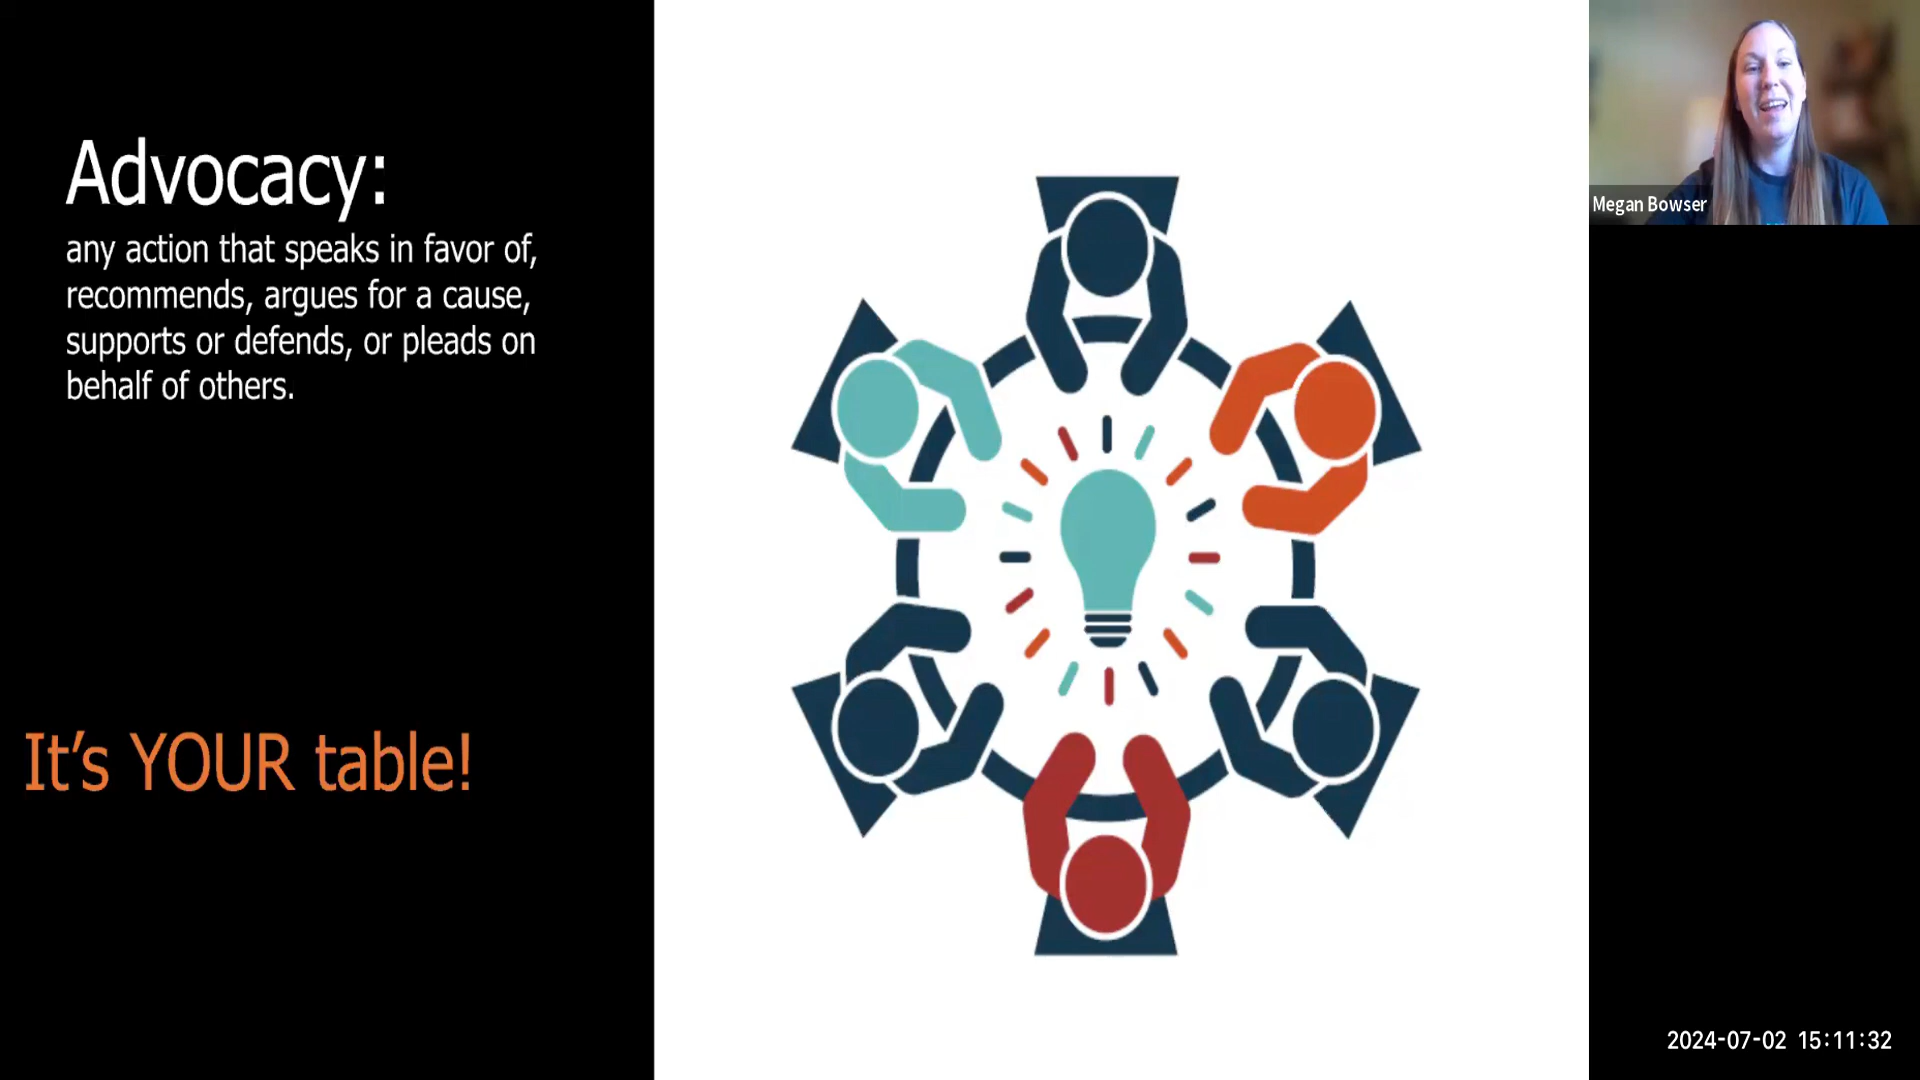 Advocacy:
any action that speaks in favor of,
recommends, argues for a cause,
supports or defends, or pleads on
behalf of others.
It’s YOUR table!
Megan Bowser
2024-07-02 15:11:32